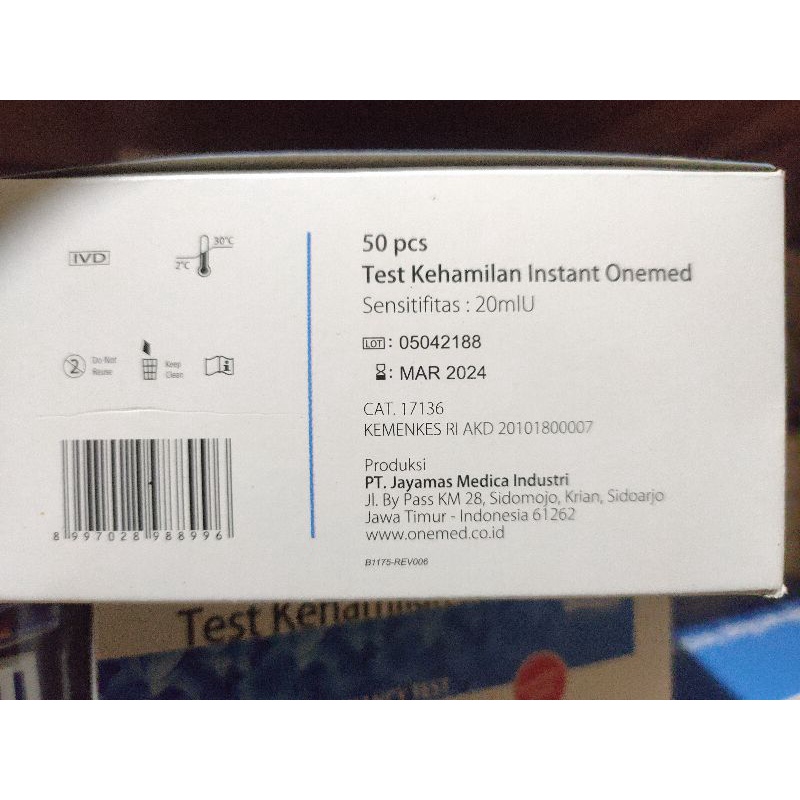 IVD
30°C
2°C
2
Do Not
Reuse
Keep
Clean
i
8 997028 988996
50 pcs
Test Kehamilan Instant Onemed
Sensitifitas : 20mIU
LOT : 05042188
: MAR 2024
CAT. 17136
KEMENKES RI AKD 20101800007
Produksi
PT. Jayamas Medica Industri
Jl. By Pass KM 28, Sidomojo, Krian, Sidoarjo
Jawa Timur - Indonesia 61262
www.onemed.co.id
B1175-REV006
Test Kehamilan